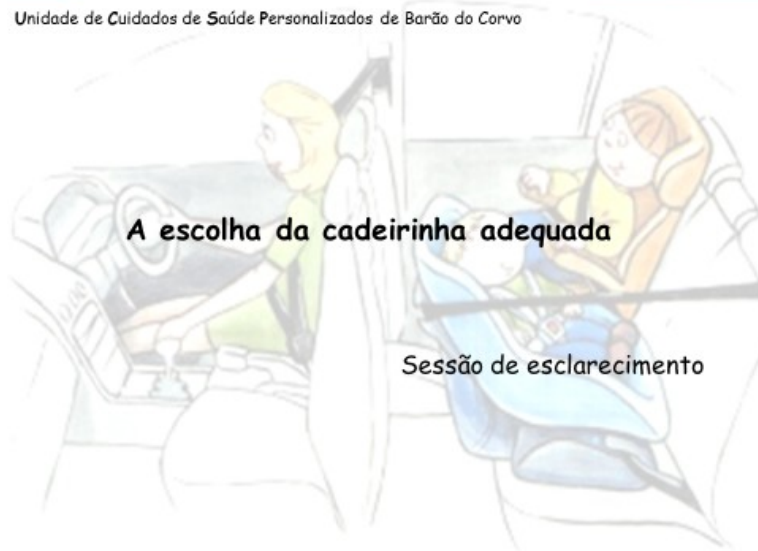 Unidade de Cuidados de Saúde Personalizados de Barão do Corvo
A escolha da cadeirinha adequada
Sessão de esclarecimento